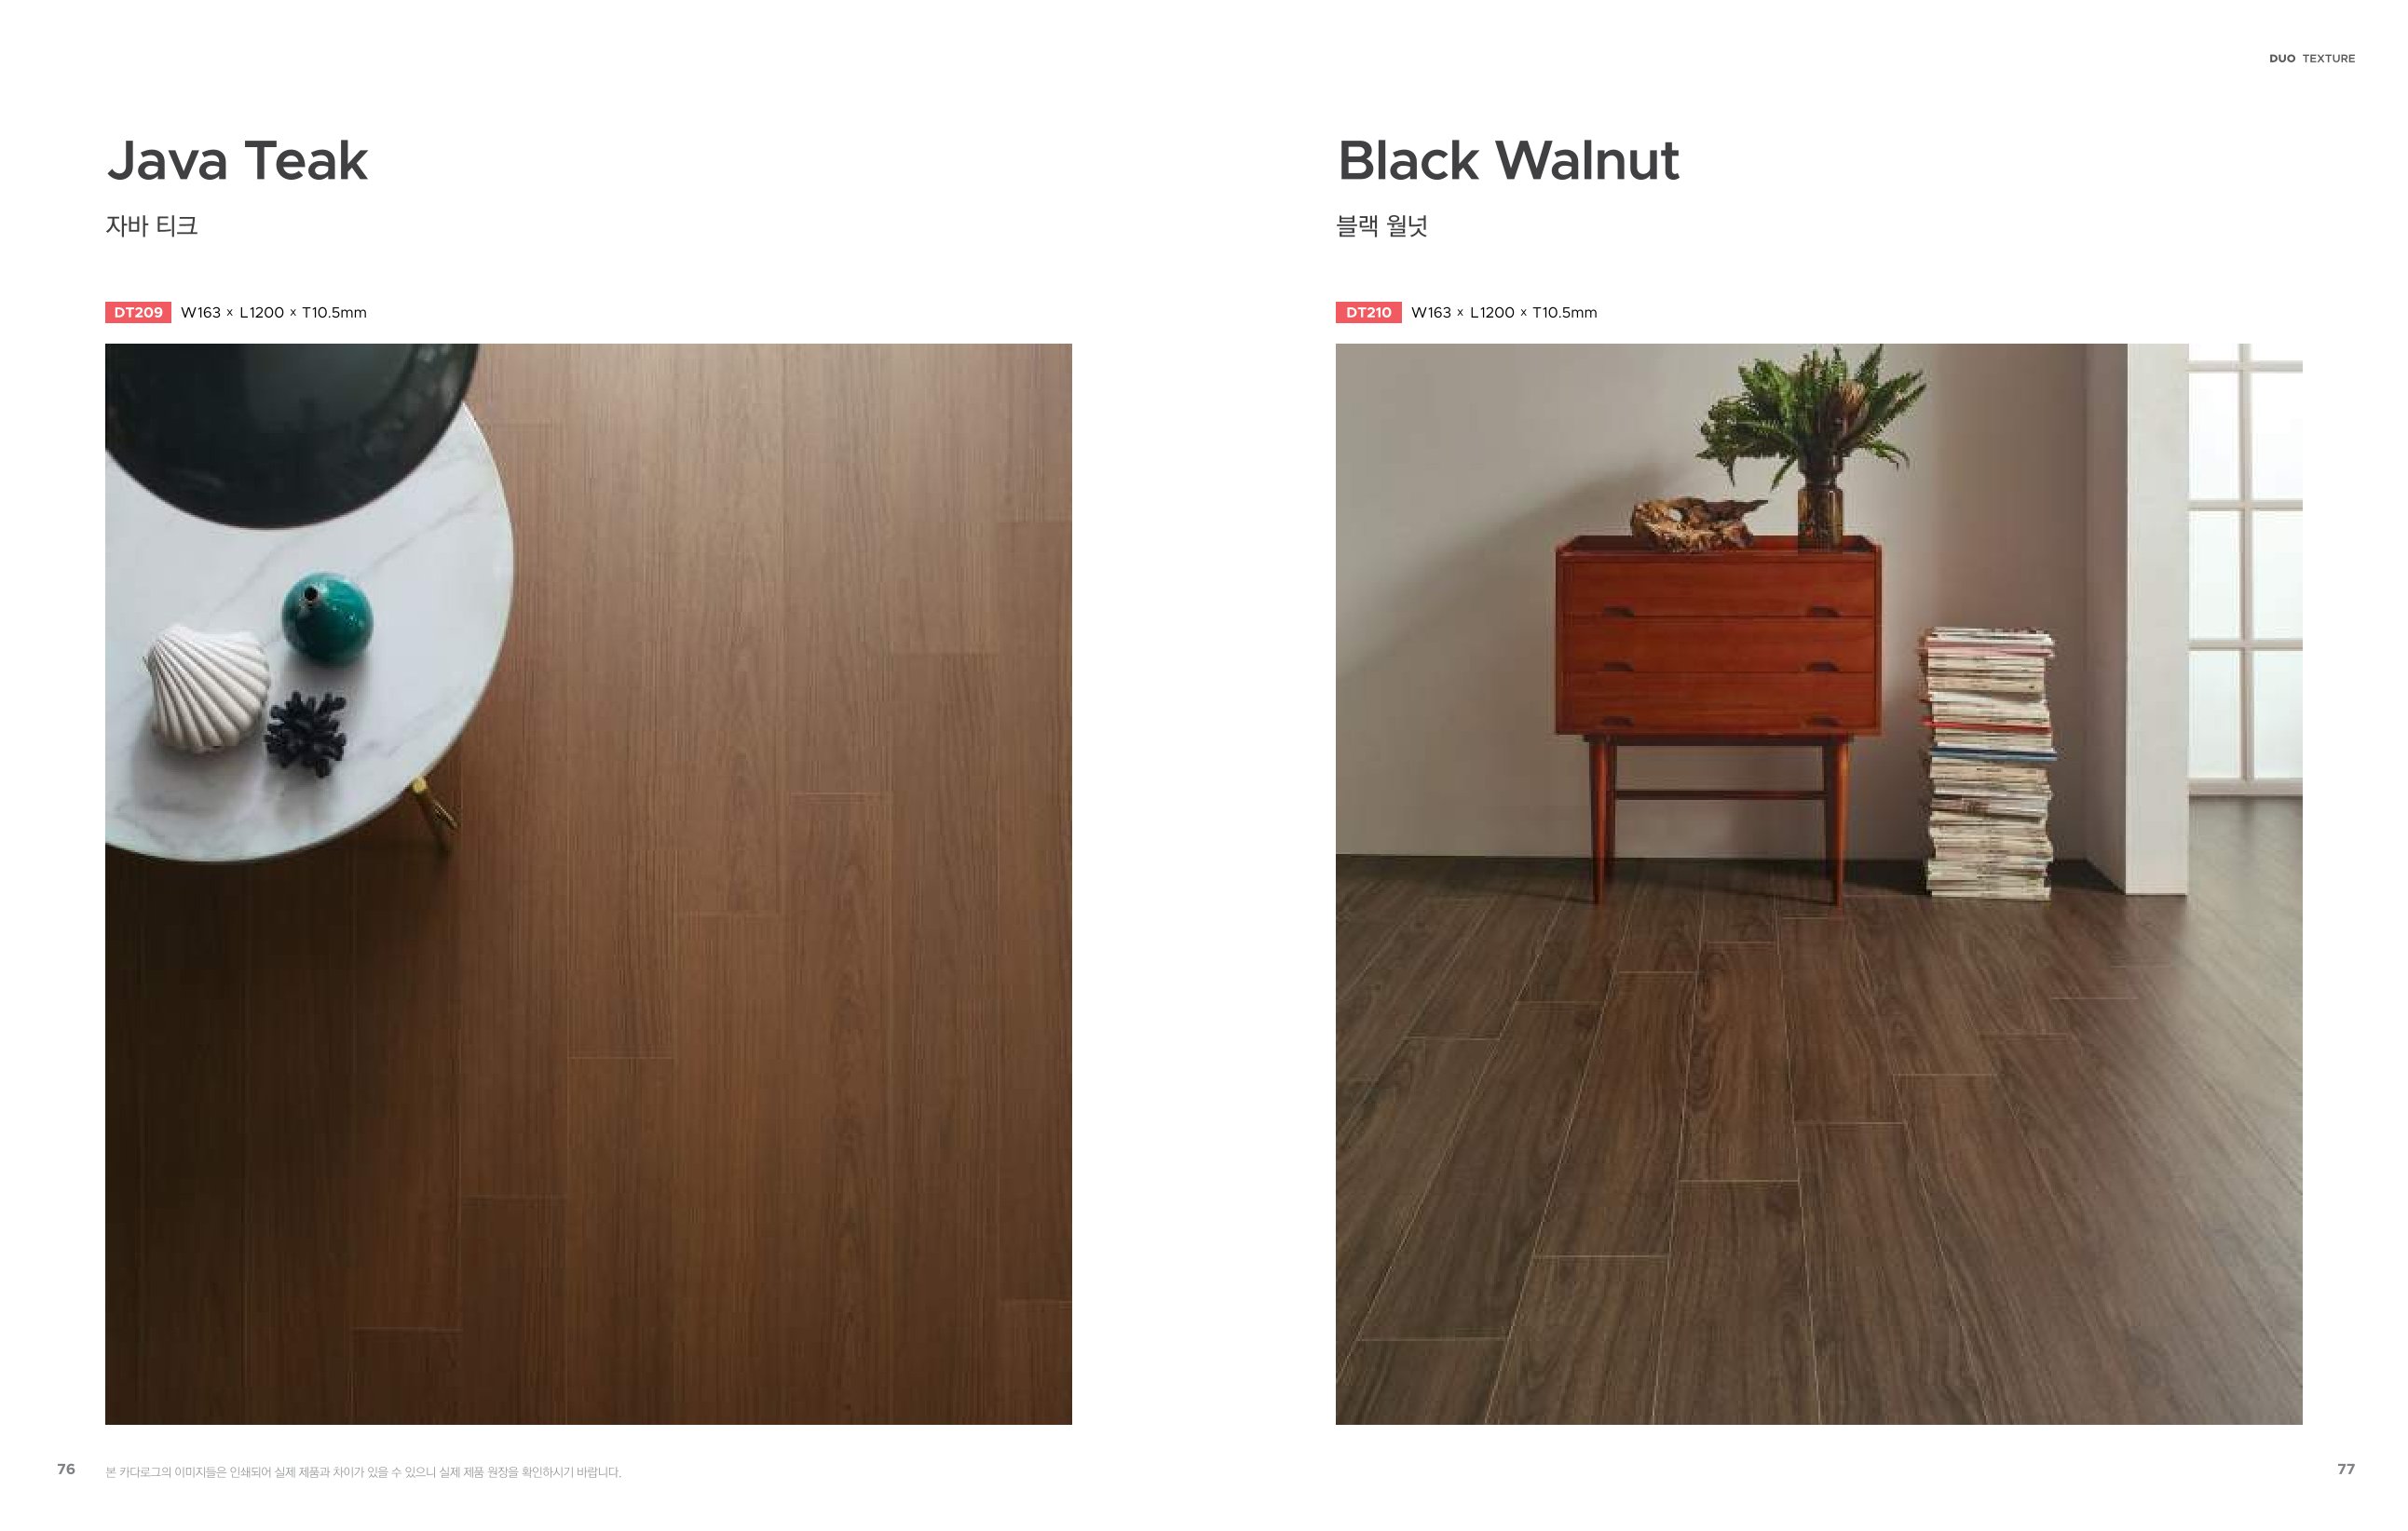 DUO TEXTURE
Java Teak
자바 티크
DT209 W163 × L1200 × T10.5mm
Black Walnut
블랙 월넛
DT210 W163 × L1200 × T10.5mm
76 본 카다로그의 이미지들은 인쇄되어 실제 제품과 차이가 있을 수 있으니 실제 제품 원장을 확인하시기 바랍니다.
77